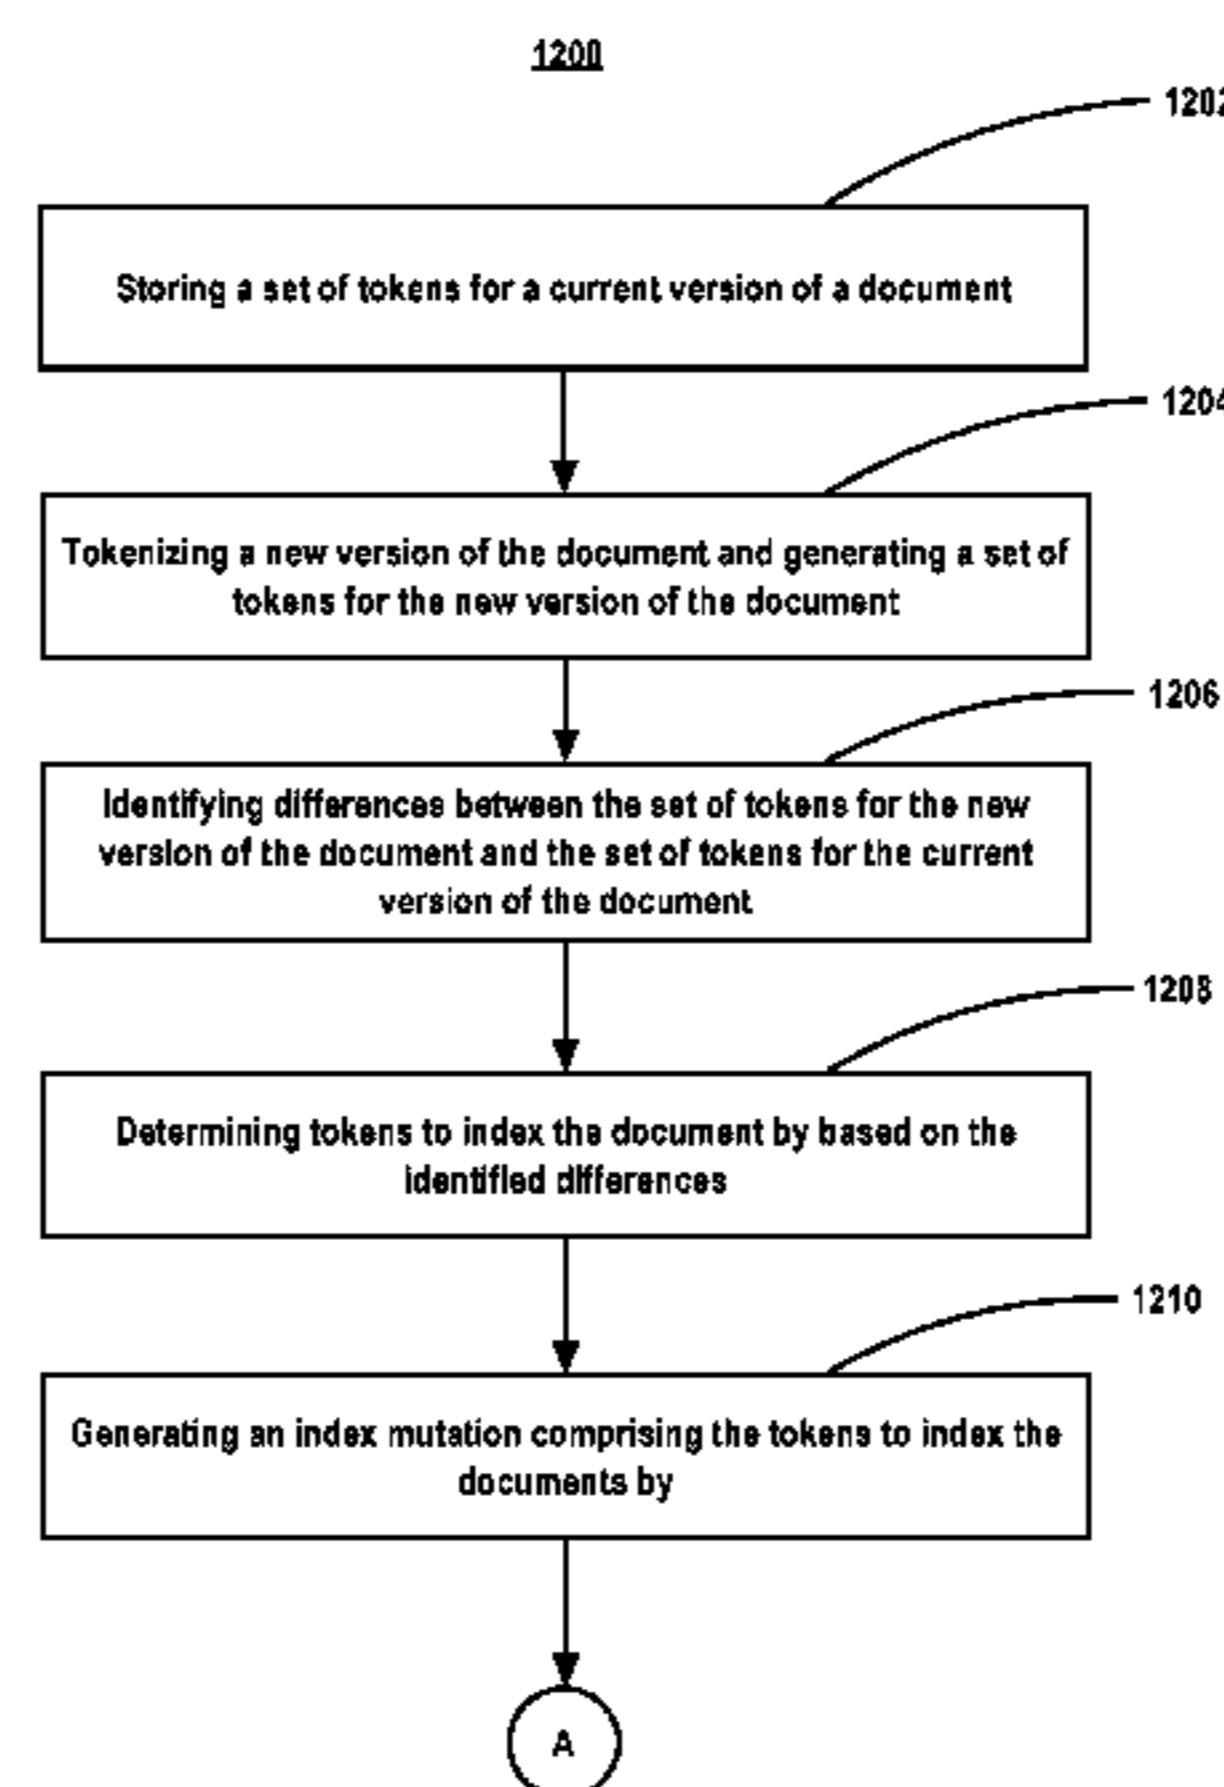 1200
1202
Storing a set of tokens for a current version of a document
1204
Tokenizing a new version of the document and generating a set of
tokens for the new version of the document
1206
Identifying differences between the set of tokens for the new
version of the document and the set of tokens for the current
version of the document
1208
Determining tokens to index the document by based on the
identified differences
1210
Generating an index mutation comprising the tokens to index the
documents by
A